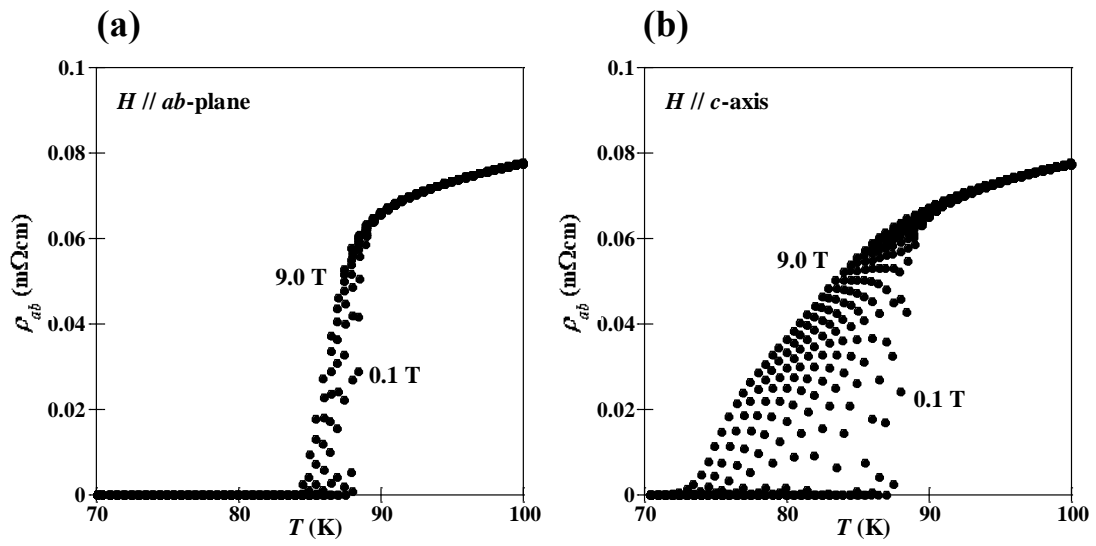 (a)
H // ab-plane
0.1
0.08
0.06
0.04
0.02
0
ρab (mΩcm)
9.0 T
0.1 T
70
80
90
100
T (K)
(b)
H // c-axis
0.1
0.08
0.06
0.04
0.02
0
ρab (mΩcm)
9.0 T
0.1 T
70
80
90
100
T (K)